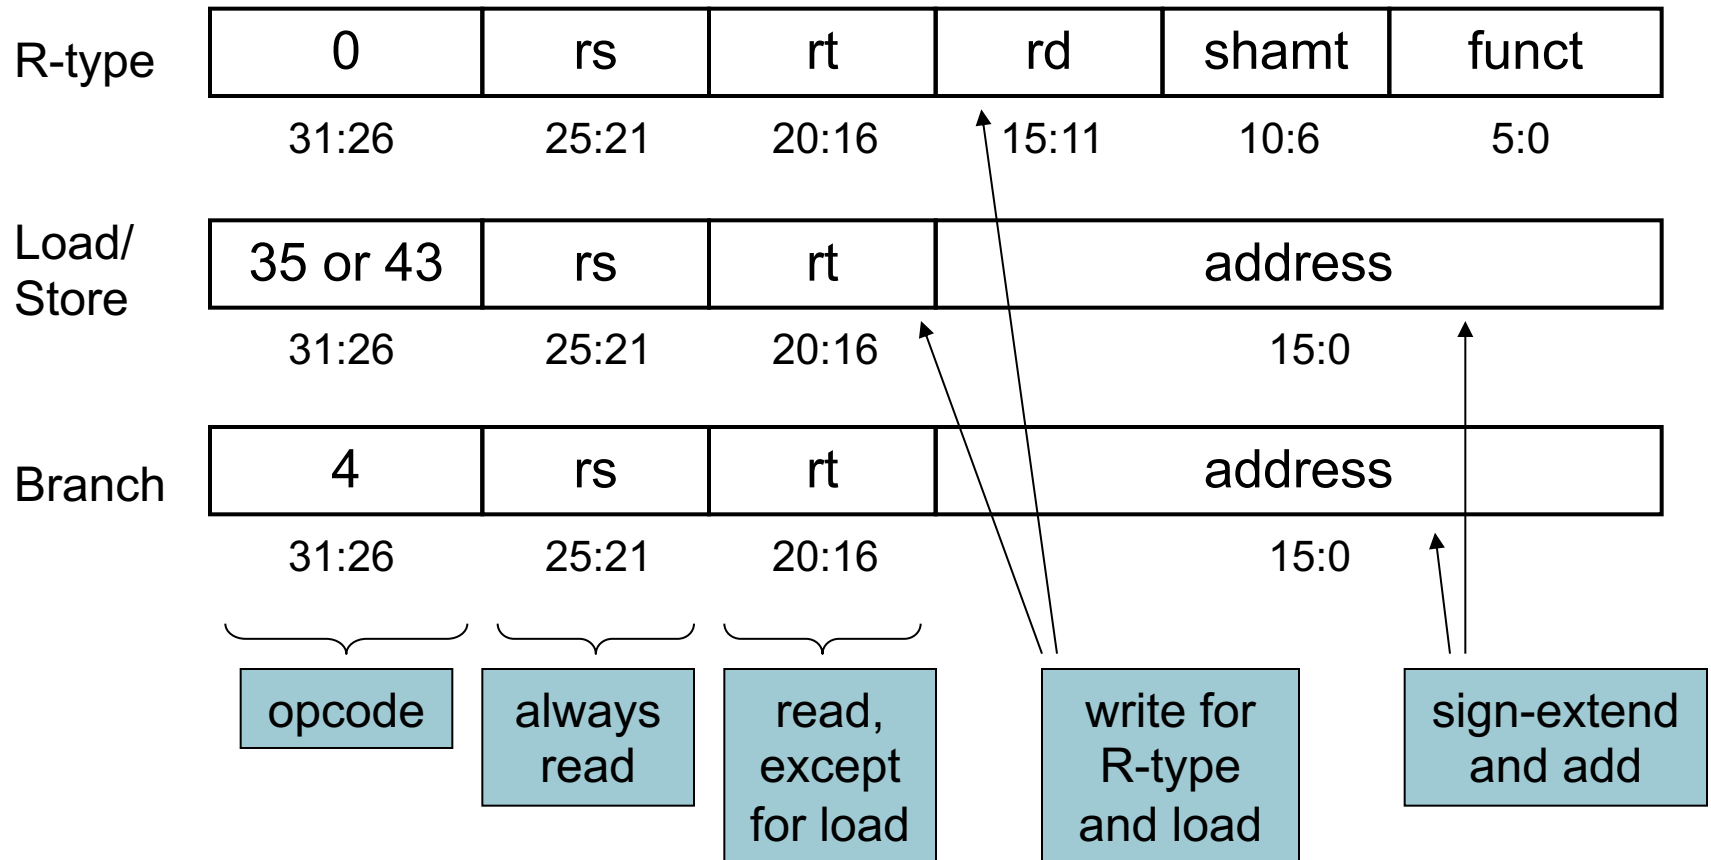 R-type
0 rs rt rd shamt funct
31:26 25:21 20:16 15:11 10:6 5:0
Load/
Store
35 or 43 rs rt address
31:26 25:21 20:16 15:0
Branch
4 rs rt address
31:26 25:21 20:16 15:0
opcode
always
read
read,
except
for load
write for
R-type
and load
sign-extend
and add